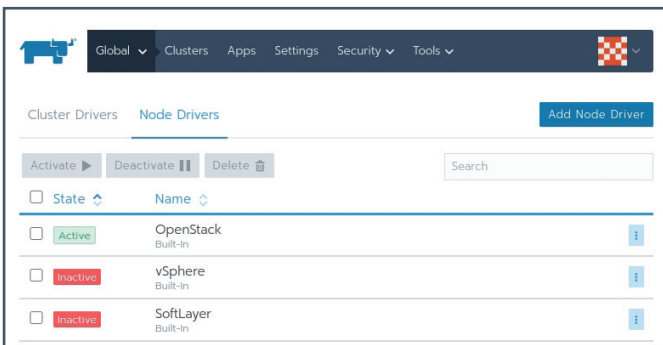 Global Clusters Apps Settings Security Tools
Cluster Drivers Node Drivers Add Node Driver
Activate Deactivate Delete Search
State Name
Active OpenStack
Built-In
Inactive vSphere
Built-In
Inactive SoftLayer
Built-In